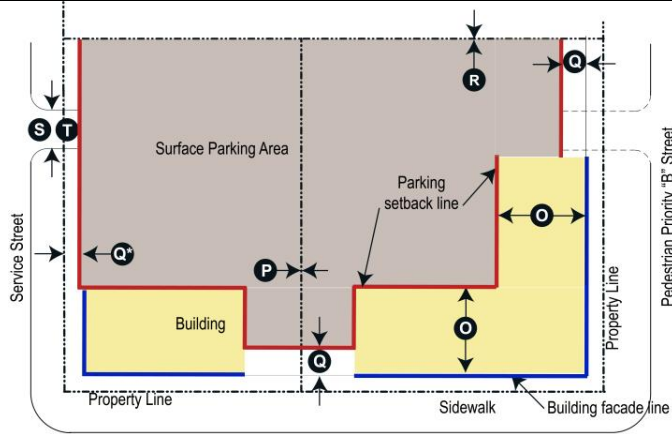 Q
R
S T
Surface Parking Area
Parking
setback line
O
Q*
P
Service Street
Pedestrian Priority "B" Street
Building
O
Q
Property Line
Property Line
Sidewalk
Building facade line